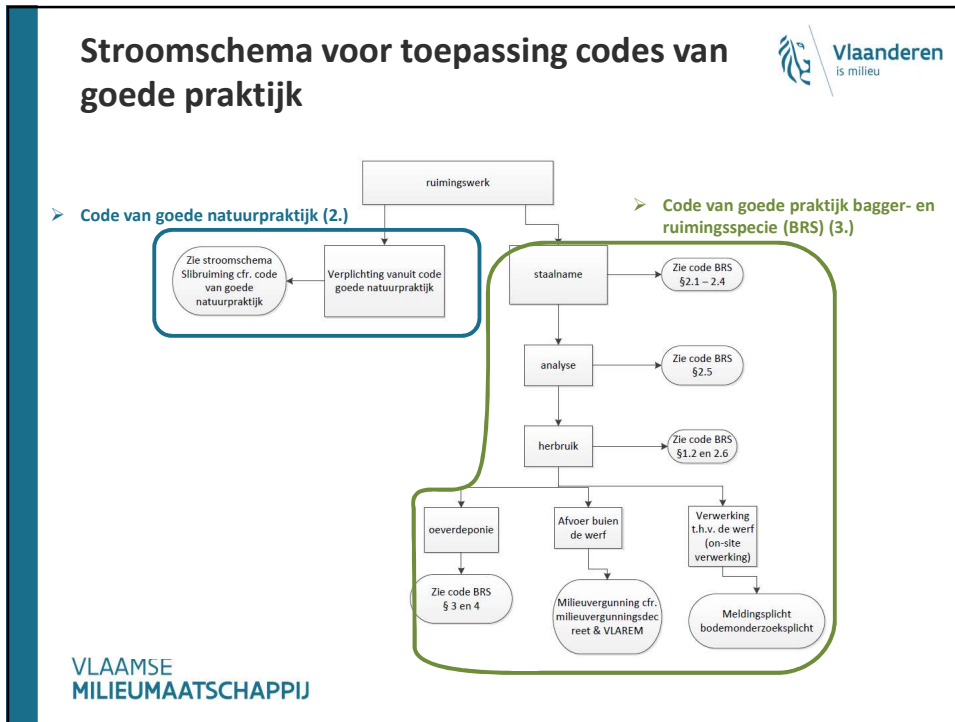 Stroomschema voor toepassing codes van
goede praktijk
Vlaanderen
is milieu
ruimingswerk
➢ Code van goede natuurpraktijk (2.)
➢ Code van goede praktijk bagger- en
ruimingsspecie (BRS) (3.)
Zie stroomschema
Slibruiming cfr. code
van goede
natuurpraktijk
Verplichting vanuit code
goede natuurpraktijk
staalname
Zie code BRS
§2.1 – 2.4
analyse
Zie code BRS
§2.5
herbruik
Zie code BRS
§1.2 en 2.6
oeverdeponie
Afvoer buien
de werf
Verwerking
t.h.v. de werf
(on-site
verwerking)
Zie code BRS
§ 3 en 4
Milieuvergunning cfr.
milieuvergunningsdec
reet & VLAREM
Meldingsplicht
bodemonderzoeksplicht
VLAAMSE
MILIEUMAATSCHAPPIJ